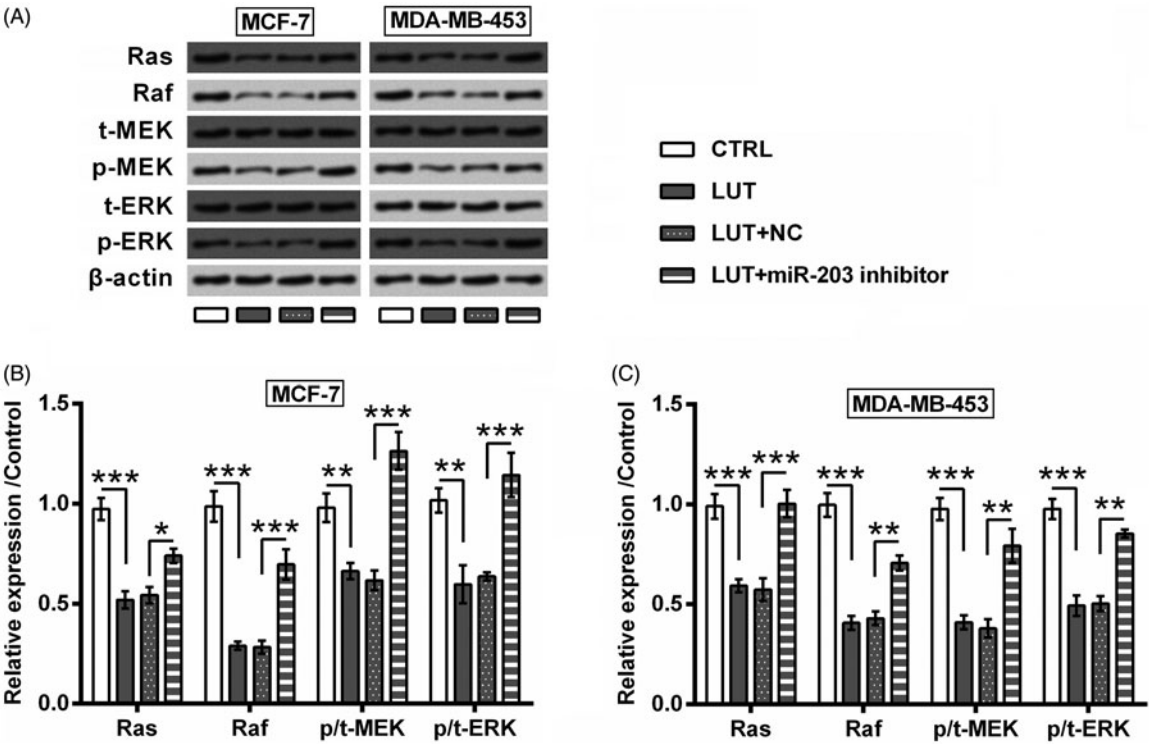 (A)
MCF-7
MDA-MB-453
Ras
Raf
t-MEK
p-MEK
t-ERK
p-ERK
β-actin
CTRL
LUT
LUT+NC
LUT+miR-203 inhibitor
(B)
MCF-7
Relative expression /Control
1.5
1.0
0.5
0.0
***
*
***
***
**
***
**
***
Ras
Raf
p/t-MEK
p/t-ERK
(C)
MDA-MB-453
Relative expression /Control
1.5
1.0
0.5
0.0
***
***
***
**
***
**
***
**
Ras
Raf
p/t-MEK
p/t-ERK